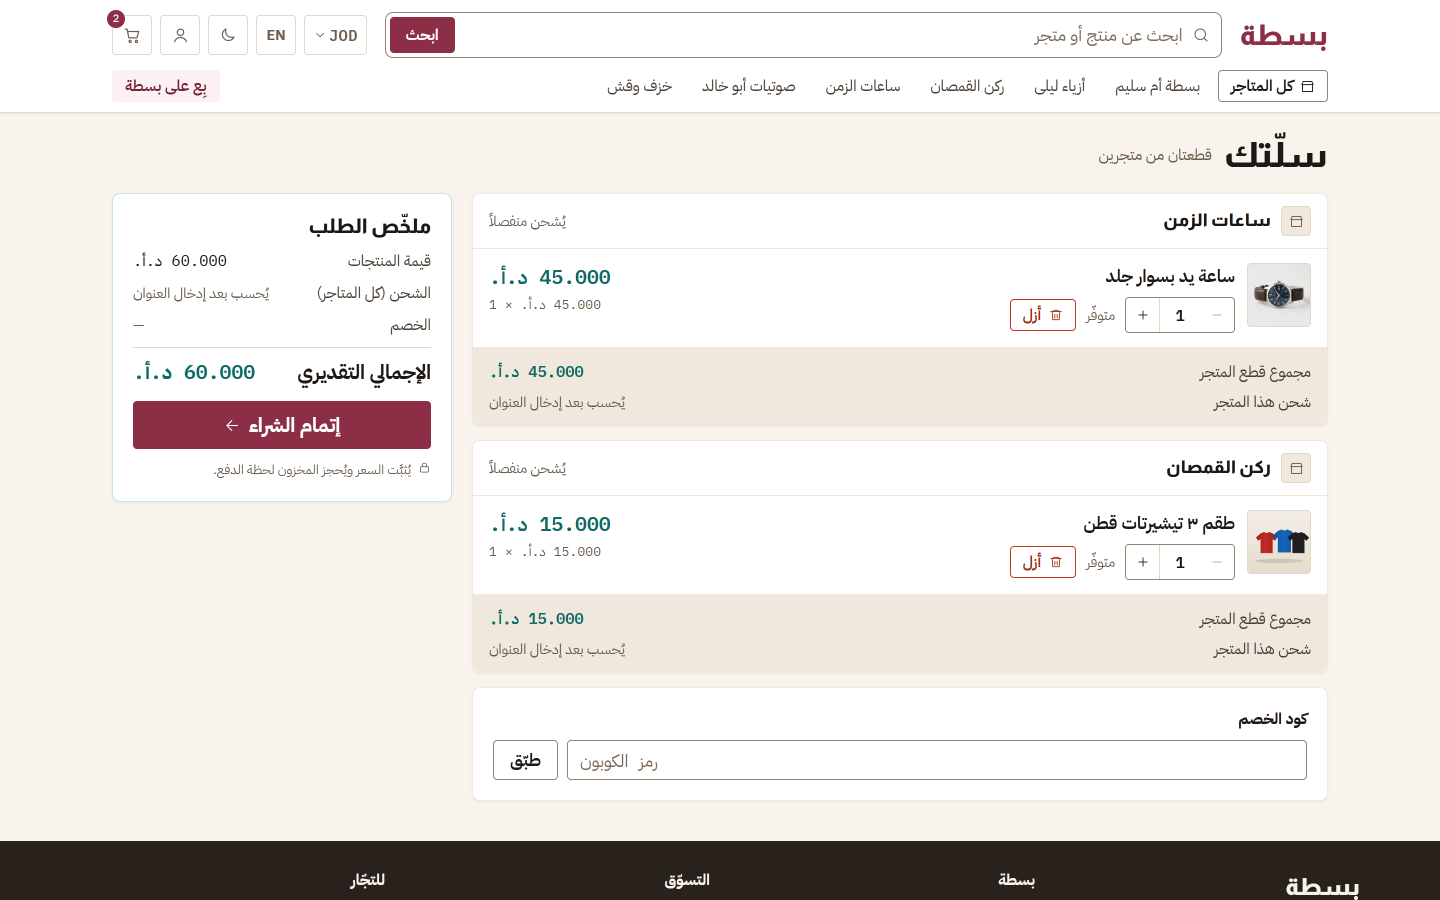 بسطة
ابحث عن منتج أو متجر
ابحث
JOD
EN
2
كل المتاجر
بسطة أم سليم
أزياء ليلى
ركن القمصان
ساعات الزمن
صوتيات أبو خالد
خزف وقش
بِع على بسطة
سلّتك
قطعتان من متجرين
ساعات الزمن
يُشحن منفصلاً
ساعة يد بسوار جلد
45.000 د.أ.
1 × 45.000 د.أ.
1
متوفّر
أزل
مجموع قطع المتجر
45.000 د.أ.
شحن هذا المتجر
يُحسب بعد إدخال العنوان
ركن القمصان
يُشحن منفصلاً
طقم ٣ تيشيرتات قطن
15.000 د.أ.
1 × 15.000 د.أ.
1
متوفّر
أزل
مجموع قطع المتجر
15.000 د.أ.
شحن هذا المتجر
يُحسب بعد إدخال العنوان
كود الخصم
رمز الكوبون
طبّق
ملخّص الطلب
قيمة المنتجات
60.000 د.أ.
الشحن (كل المتاجر)
يُحسب بعد إدخال العنوان
الخصم
—
الإجمالي التقديري
60.000 د.أ.
إتمام الشراء ←
يُثبَّت السعر ويُحجز المخزون لحظة الدفع.
بسطة
بسطة
التسوّق
للتجّار